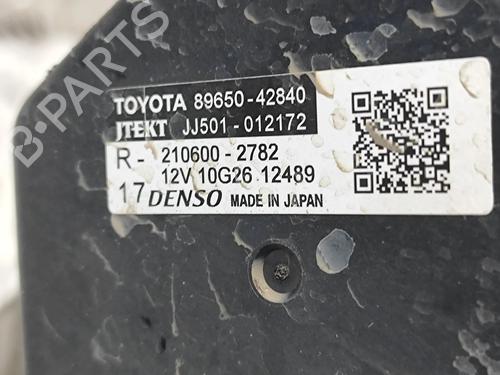 TOYOTA 89650-42840
JTEKT JJ501-012172
R- 210600-2782
12V 10G26 12489
17 DENSO MADE IN JAPAN
B-PARTS